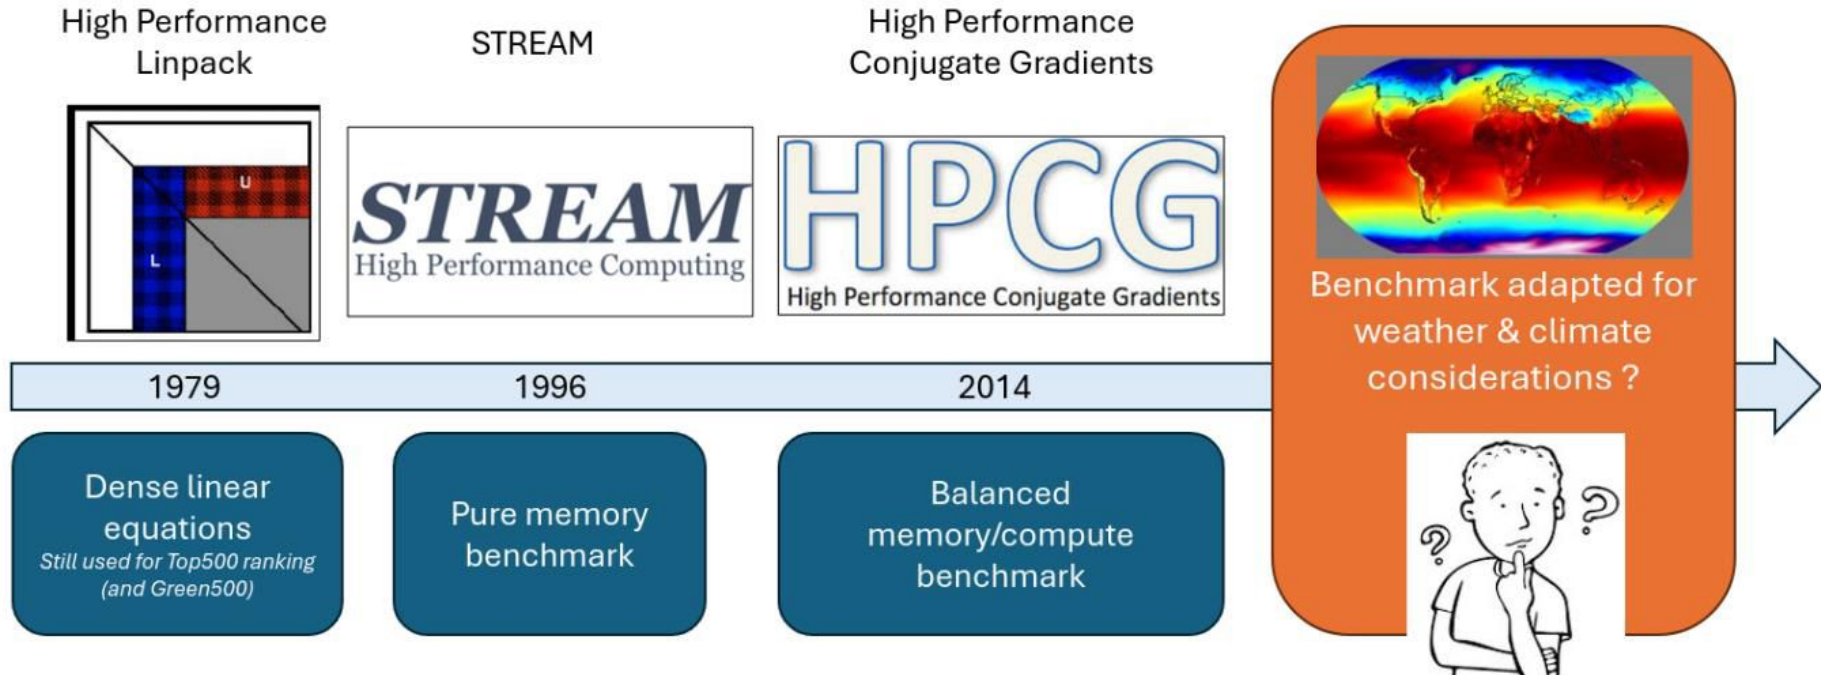 High Performance
Linpack
U
L
1979
Dense linear
equations
Still used for Top500 ranking
(and Green500)
STREAM
STREAM
High Performance Computing
1996
Pure memory
benchmark
High Performance
Conjugate Gradients
HPCG
High Performance Conjugate Gradients
2014
Balanced
memory/compute
benchmark
Benchmark adapted for
weather & climate
considerations ?
?
?